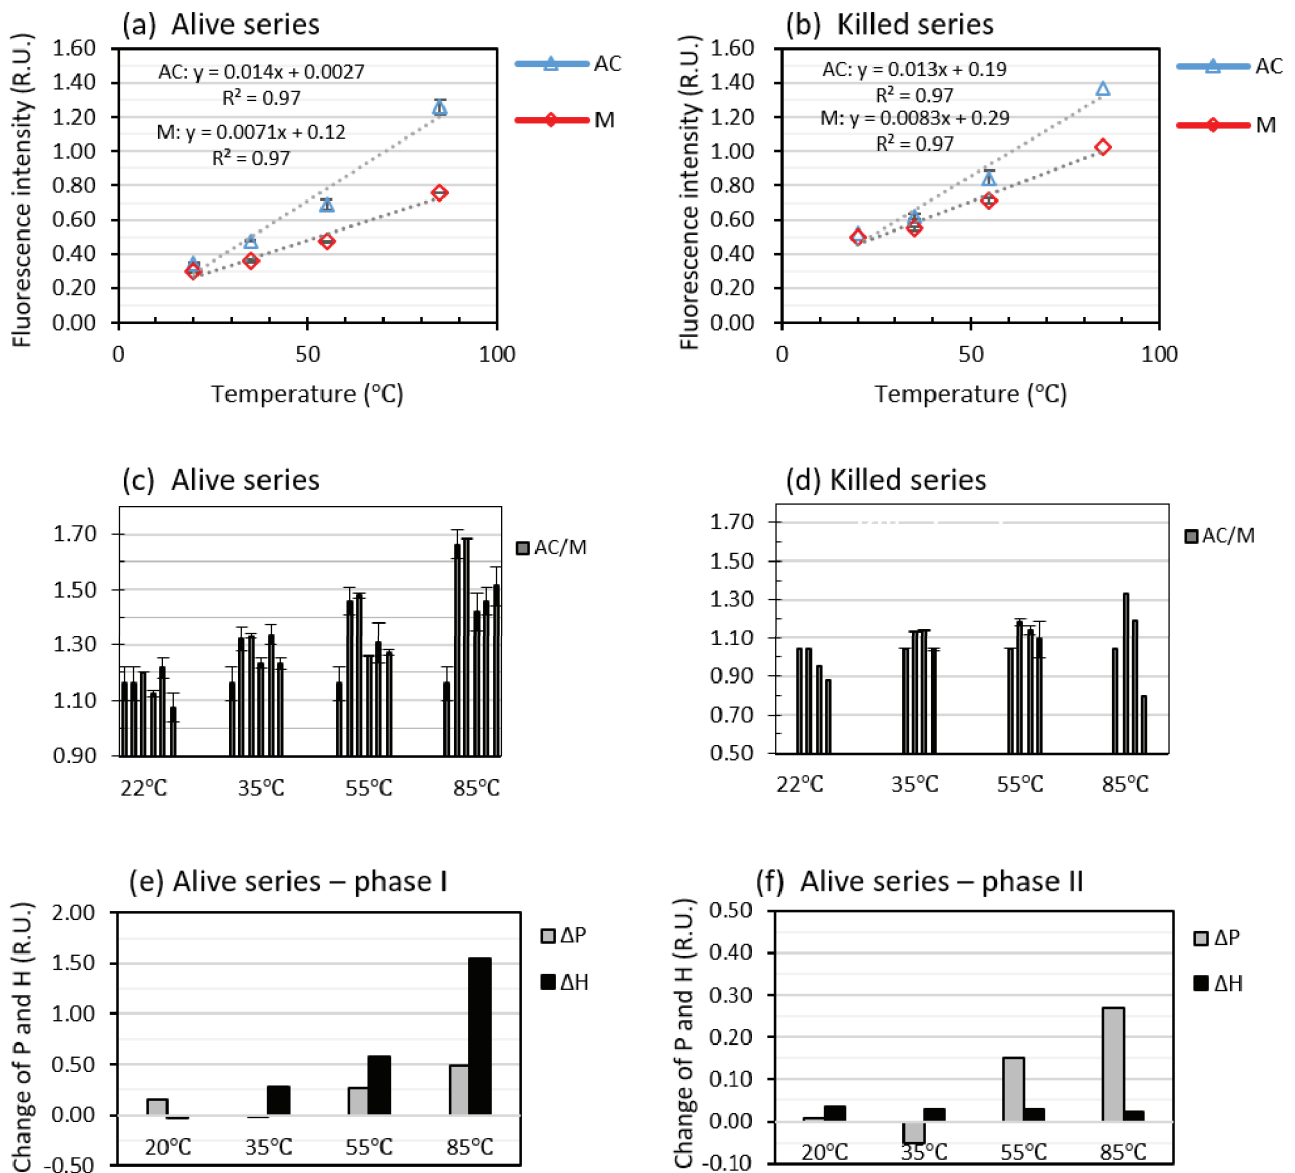 (a) Alive series
Fluorescence intensity (R.U.)
1.60
1.40
1.20
1.00
0.80
0.60
0.40
0.20
0.00
AC: y = 0.014x + 0.0027
R² = 0.97
M: y = 0.0071x + 0.12
R² = 0.97
AC
M
0 50 100
Temperature (°C)
(b) Killed series
Fluorescence intensity (R.U.)
1.60
1.40
1.20
1.00
0.80
0.60
0.40
0.20
0.00
AC: y = 0.013x + 0.19
R² = 0.97
M: y = 0.0083x + 0.29
R² = 0.97
AC
M
0 50 100
Temperature (°C)
(c) Alive series
1.70
1.50
1.30
1.10
0.90
AC/M
22°C 35°C 55°C 85°C
(d) Killed series
1.70
1.50
1.30
1.10
0.90
0.70
0.50
AC/M
22°C 35°C 55°C 85°C
(e) Alive series – phase I
Change of P and H (R.U.)
2.00
1.50
1.00
0.50
0.00
-0.50
ΔP
ΔH
20°C 35°C 55°C 85°C
(f) Alive series – phase II
Change of P and H (R.U.)
0.50
0.40
0.30
0.20
0.10
0.00
-0.10
ΔP
ΔH
20°C 35°C 55°C 85°C